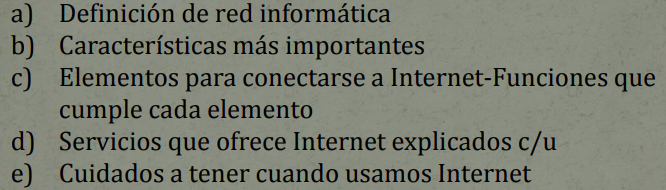 a) Definición de red informática
b) Características más importantes
c) Elementos para conectarse a Internet-Funciones que
cumple cada elemento
d) Servicios que ofrece Internet explicados c/u
e) Cuidados a tener cuando usamos Internet